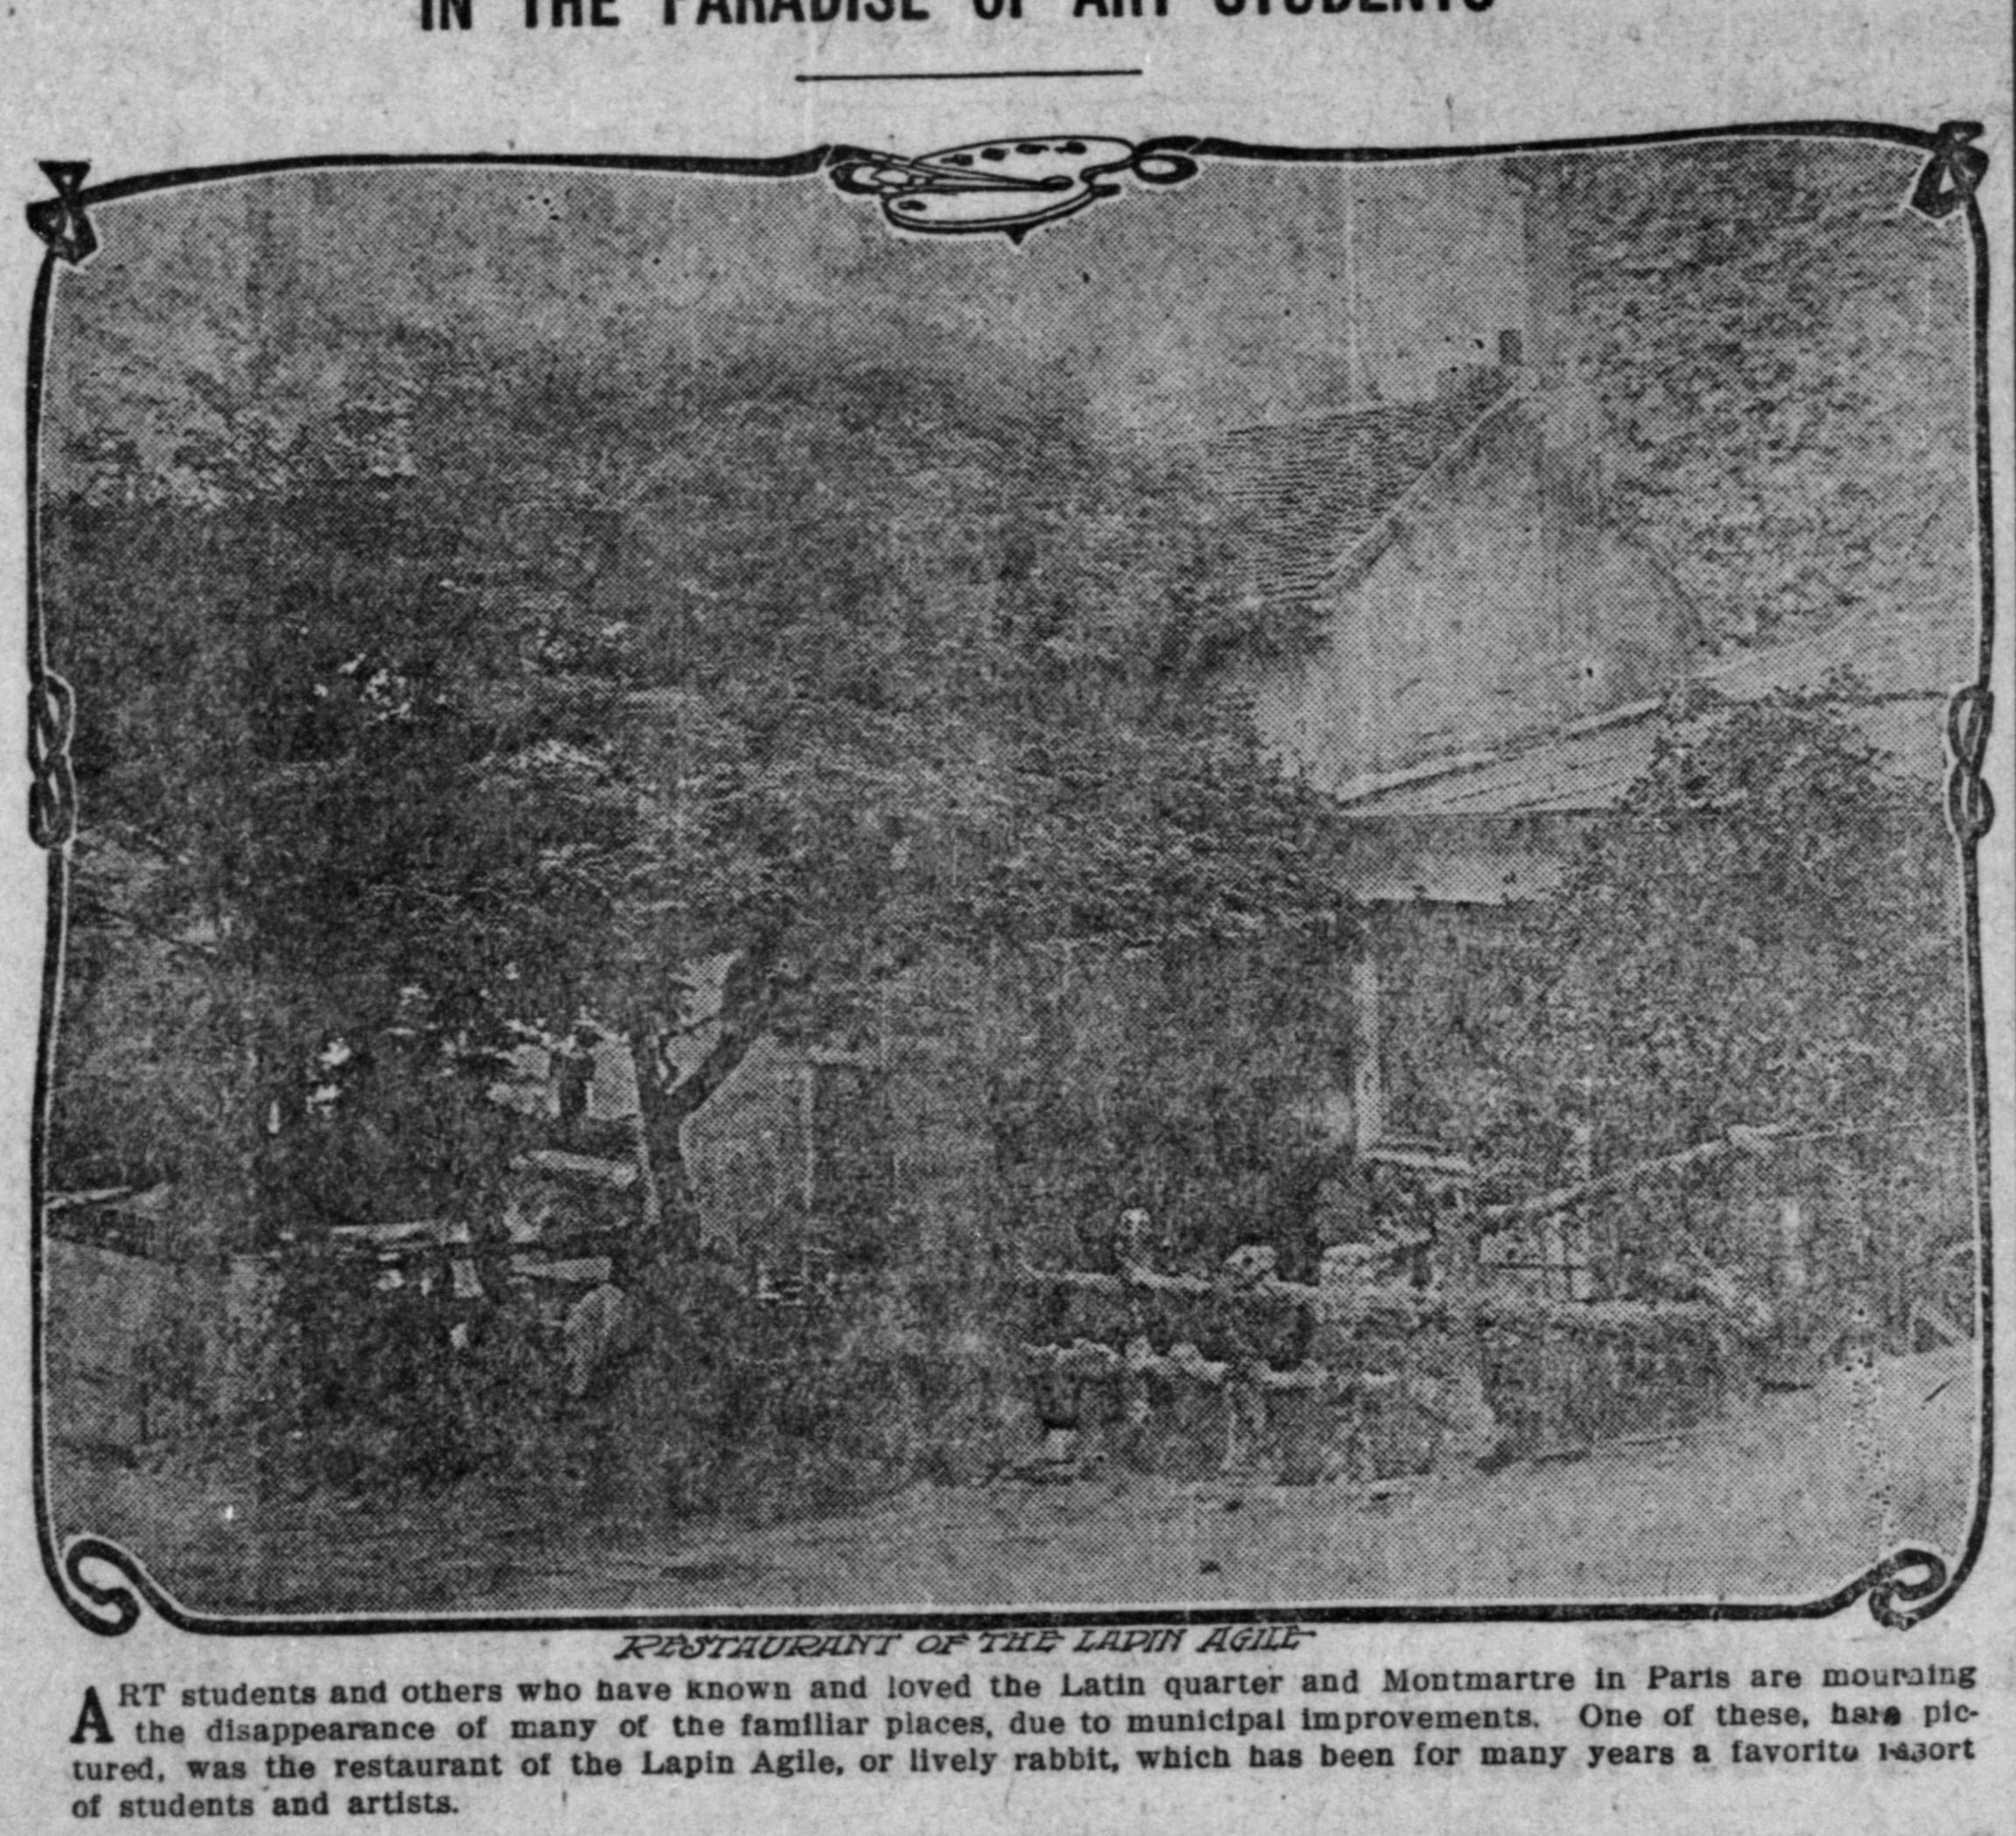 IN THE PARADISE OF ART STUDENTS
RESTAURANT OF THE LAPIN AGILE
ART students and others who have known and loved the Latin quarter and Montmartre in Paris are mourning
the disappearance of many of the familiar places, due to municipal improvements. One of these, here pic-
tured, was the restaurant of the Lapin Agile, or lively rabbit, which has been for many years a favorite resort
of students and artists.